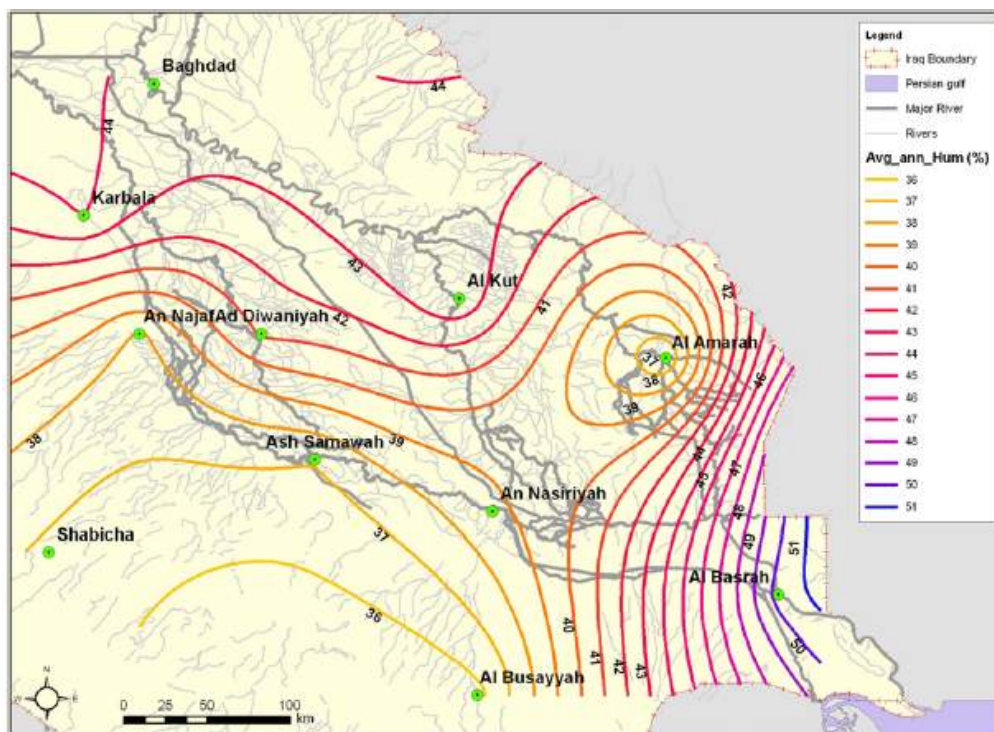 Baghdad
44
44
Karbala
43
Al Kut
41
42
42
An Najaf
Ad Diwaniyah
Al Amarah
37
38
46
39
38
39
Ash Samawah
44
45
47
An Nasiriyah
48
37
Shabicha
49
51
Al Basrah
36
40
50
41
42
43
Al Busayyah
N
W
E
S
0 25 50 100
km
Legend
Iraq Boundary
Persian gulf
Major River
Rivers
Avg_ann_Hum (%)
36
37
38
39
40
41
42
43
44
45
46
47
48
49
50
51